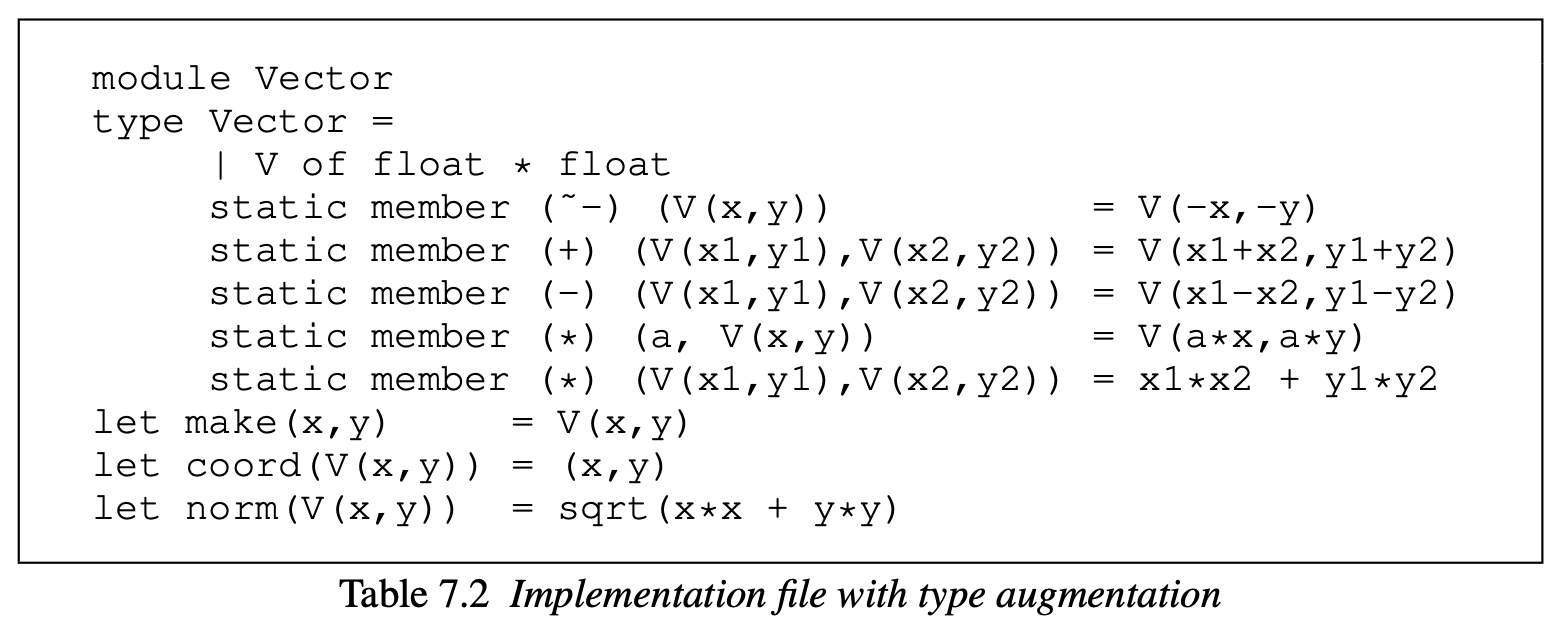 module Vector
type Vector =
     | V of float * float
     static member (˜-) (V(x,y))           = V(-x,-y)
     static member (+) (V(x1,y1),V(x2,y2)) = V(x1+x2,y1+y2)
     static member (-) (V(x1,y1),V(x2,y2)) = V(x1-x2,y1-y2)
     static member (*) (a, V(x,y))         = V(a*x,a*y)
     static member (*) (V(x1,y1),V(x2,y2)) = x1*x2 + y1*y2
let make(x,y)     = V(x,y)
let coord(V(x,y)) = (x,y)
let norm(V(x,y))  = sqrt(x*x + y*y)
Table 7.2 Implementation file with type augmentation